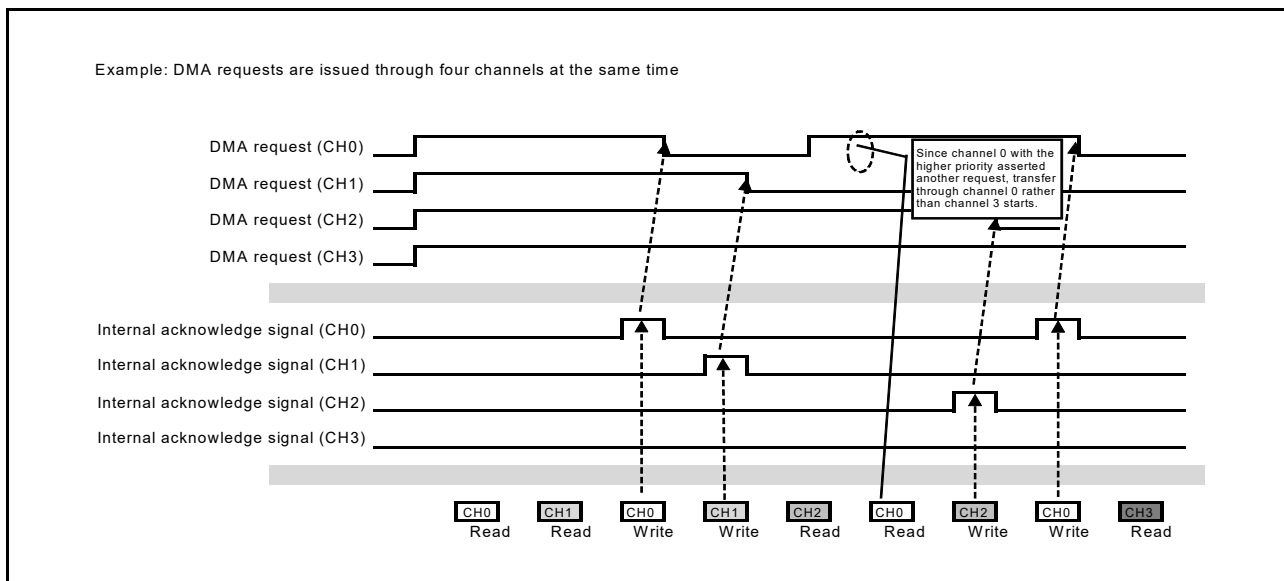 Example: DMA requests are issued through four channels at the same time
DMA request (CH0)
Since channel 0 with the
higher priority asserted
another request, transfer
through channel 0 rather
than channel 3 starts.
DMA request (CH1)
DMA request (CH2)
DMA request (CH3)
Internal acknowledge signal (CH0)
Internal acknowledge signal (CH1)
Internal acknowledge signal (CH2)
Internal acknowledge signal (CH3)
CH0 CH1 CH0 CH1 CH2 CH0 CH2 CH0 CH3
Read Read Write Write Read Read Write Write Read